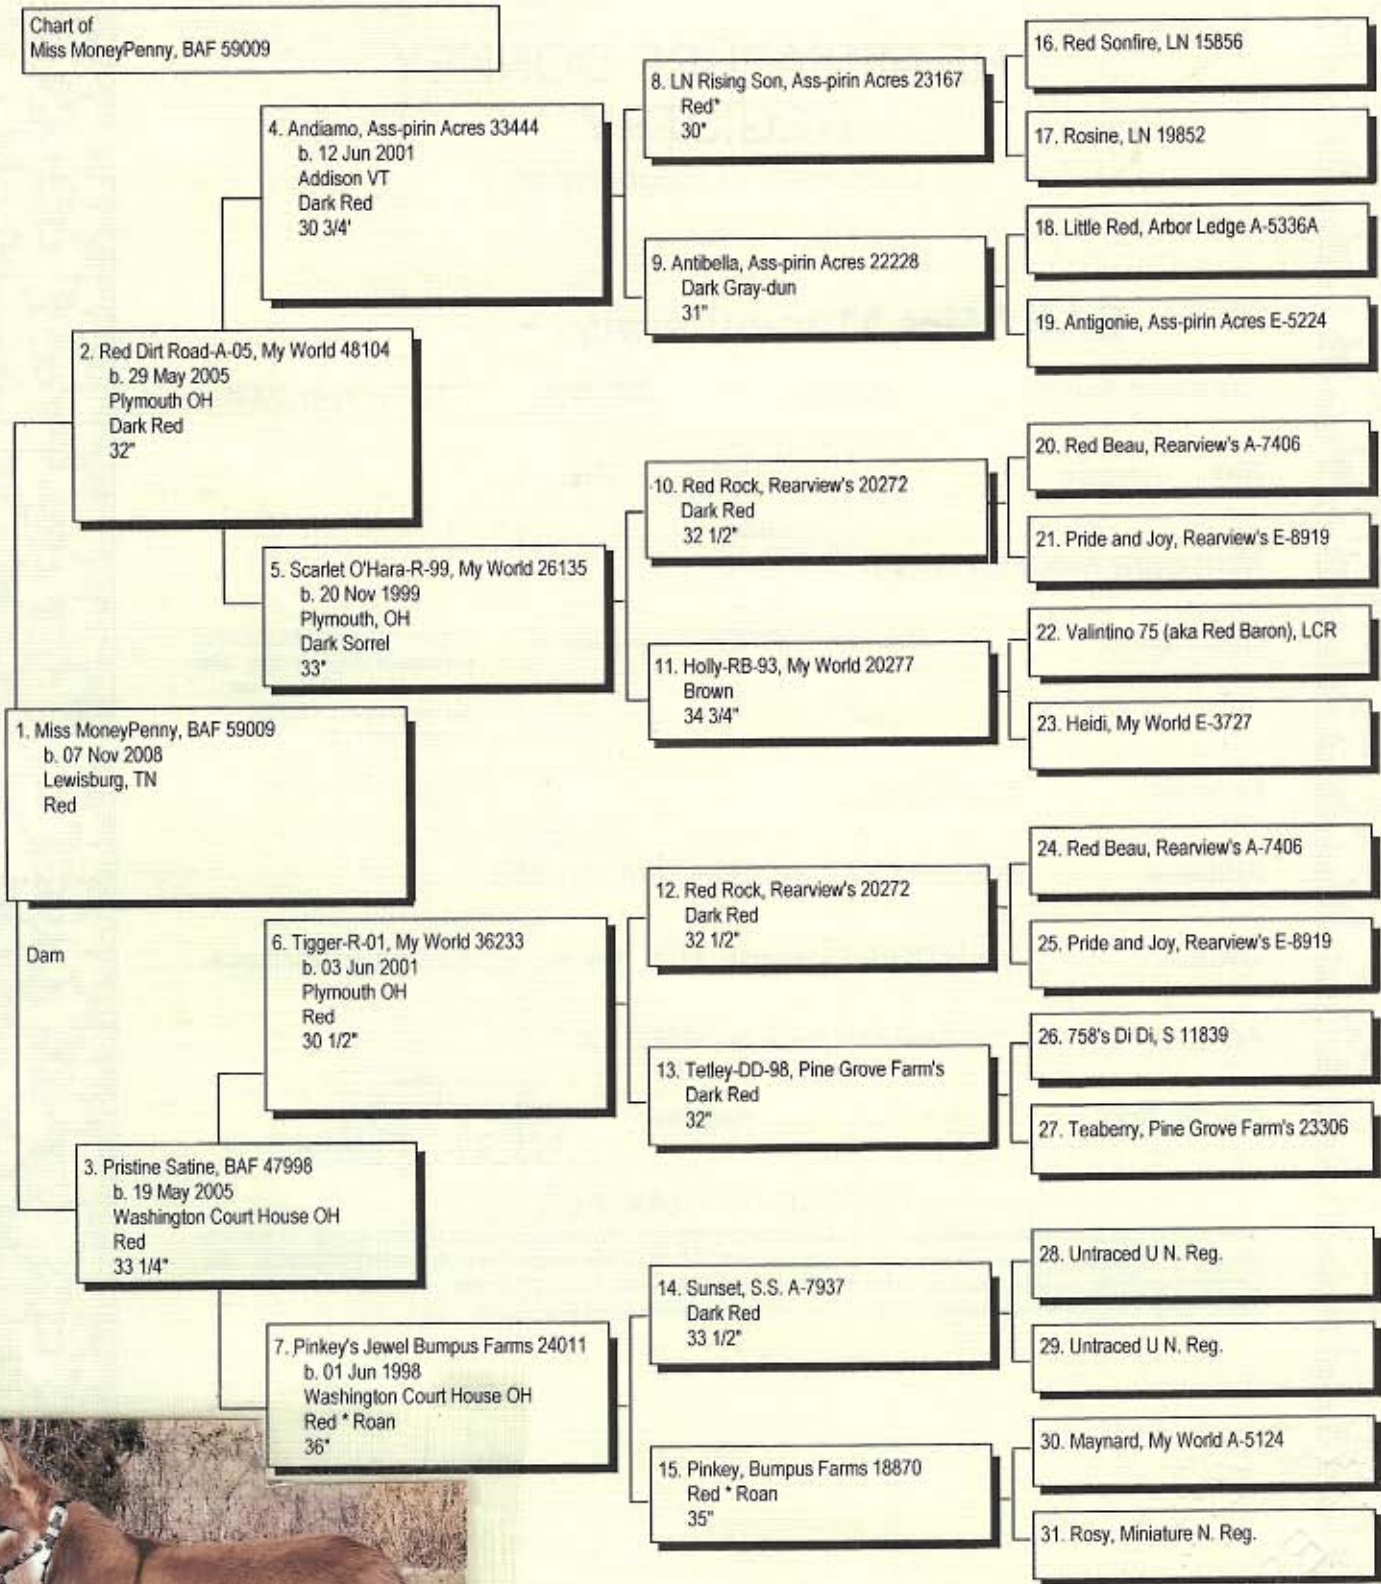 Chart of
Miss MoneyPenny, BAF 59009
16. Red Sonfire, LN 15856
8. LN Rising Son, Ass-pirin Acres 23167
Red*
30"
17. Rosine, LN 19852
4. Andiamo, Ass-pirin Acres 33444
b. 12 Jun 2001
Addison VT
Dark Red
30 3/4'
18. Little Red, Arbor Ledge A-5336A
9. Antibella, Ass-pirin Acres 22228
Dark Gray-dun
31"
19. Antigonie, Ass-pirin Acres E-5224
2. Red Dirt Road-A-05, My World 48104
b. 29 May 2005
Plymouth OH
Dark Red
32"
20. Red Beau, Rearview's A-7406
10. Red Rock, Rearview's 20272
Dark Red
32 1/2"
21. Pride and Joy, Rearview's E-8919
5. Scarlet O'Hara-R-99, My World 26135
b. 20 Nov 1999
Plymouth, OH
Dark Sorrel
33"
22. Valintino 75 (aka Red Baron), LCR
11. Holly-RB-93, My World 20277
Brown
34 3/4"
23. Heidi, My World E-3727
1. Miss MoneyPenny, BAF 59009
b. 07 Nov 2008
Lewisburg, TN
Red
24. Red Beau, Rearview's A-7406
12. Red Rock, Rearview's 20272
Dark Red
32 1/2"
25. Pride and Joy, Rearview's E-8919
Dam
6. Tigger-R-01, My World 36233
b. 03 Jun 2001
Plymouth OH
Red
30 1/2"
26. 758's Di Di, S 11839
13. Tetley-DD-98, Pine Grove Farm's
Dark Red
32"
27. Teaberry, Pine Grove Farm's 23306
3. Pristine Satine, BAF 47998
b. 19 May 2005
Washington Court House OH
Red
33 1/4"
28. Untraced U N. Reg.
14. Sunset, S.S. A-7937
Dark Red
33 1/2"
29. Untraced U N. Reg.
7. Pinkey's Jewel Bumpus Farms 24011
b. 01 Jun 1998
Washington Court House OH
Red * Roan
36"
30. Maynard, My World A-5124
15. Pinkey, Bumpus Farms 18870
Red * Roan
35"
31. Rosy, Miniature N. Reg.